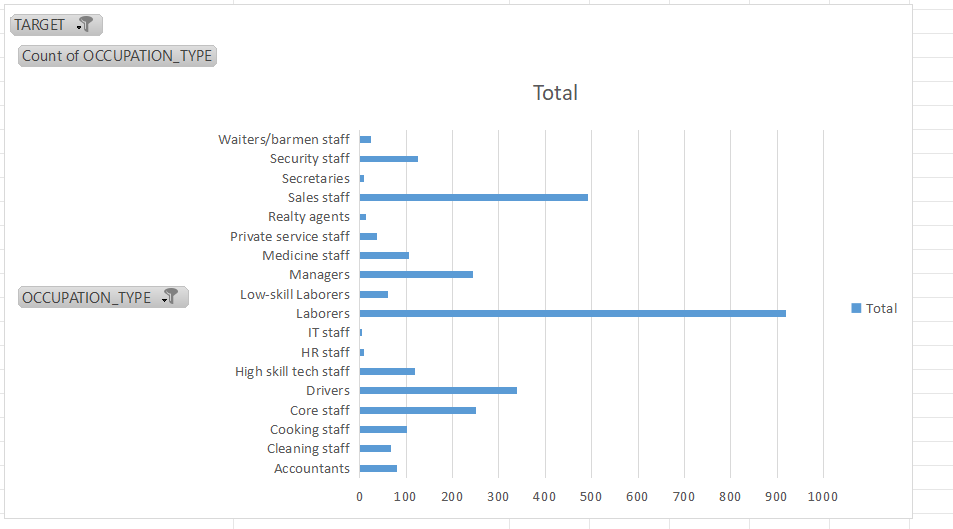 TARGET
Count of OCCUPATION_TYPE
Total
Waiters/barmen staff
Security staff
Secretaries
Sales staff
Realty agents
Private service staff
Medicine staff
Managers
Low-skill Laborers
Laborers
IT staff
HR staff
High skill tech staff
Drivers
Core staff
Cooking staff
Cleaning staff
Accountants
OCCUPATION_TYPE
Total
0 100 200 300 400 500 600 700 800 900 1000